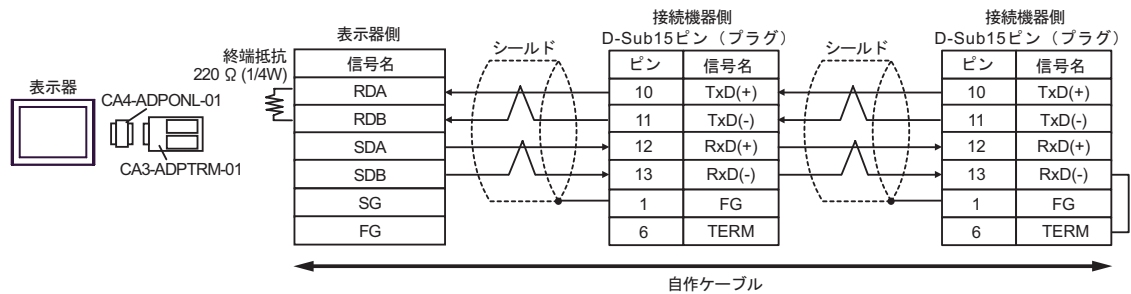 表示器
CA4-ADPONL-01
CA3-ADPTRM-01
終端抵抗
220 Ω (1/4W)
表示器側
信号名
RDA
RDB
SDA
SDB
SG
FG
シールド
接続機器側
D-Sub15ピン（プラグ）
ピン 信号名
10 TxD(+)
11 TxD(-)
12 RxD(+)
13 RxD(-)
1 FG
6 TERM
シールド
接続機器側
D-Sub15ピン（プラグ）
ピン 信号名
10 TxD(+)
11 TxD(-)
12 RxD(+)
13 RxD(-)
1 FG
6 TERM
自作ケーブル